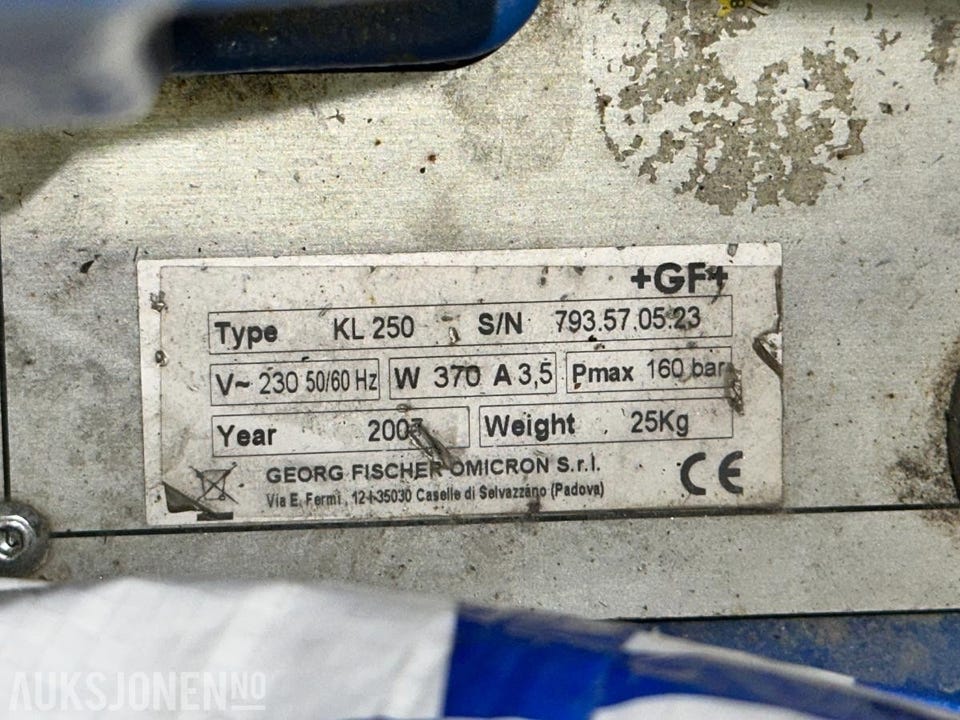 +GF+
Type KL 250 S/N 793.57.05.23
V~ 230 50/60 Hz W 370 A 3,5 Pmax 160 bar
Year 2007 Weight 25Kg
GEORG FISCHER OMICRON S.r.l.
Via E. Fermi, 12 I-35030 Caselle di Selvazzano (Padova)
CE
AUKSJONEN.NO